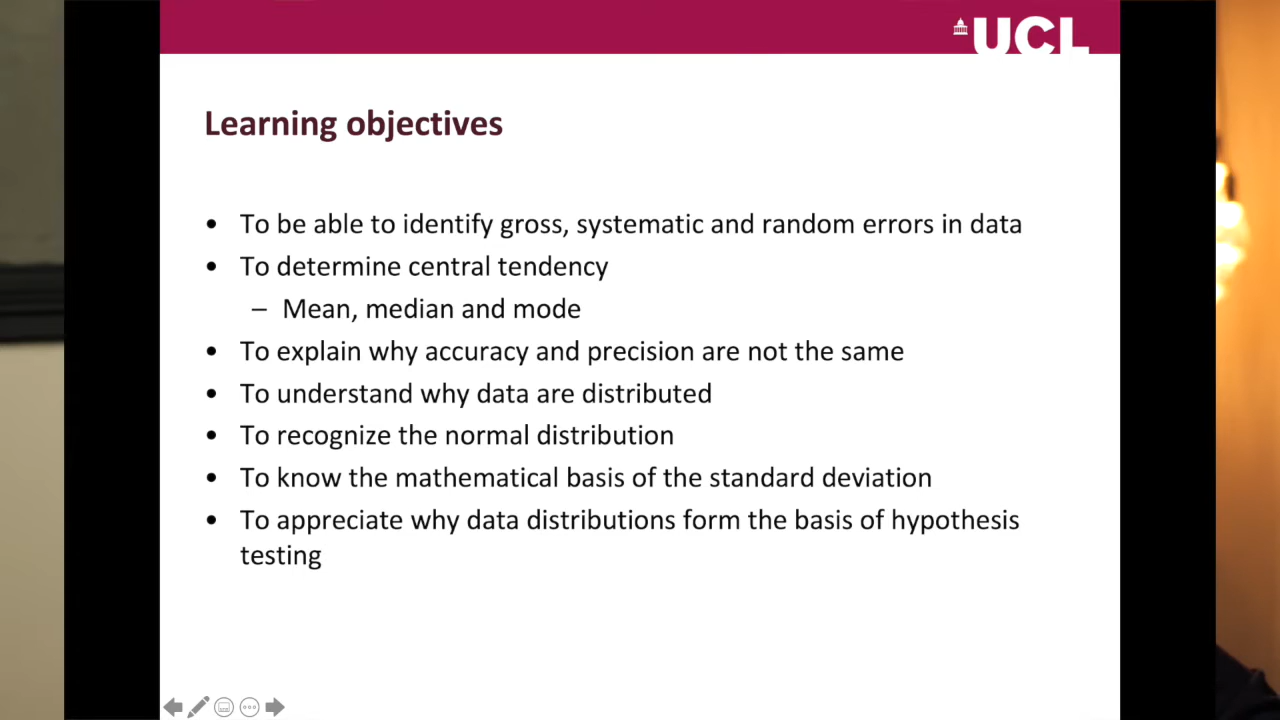 UCL
Learning objectives
• To be able to identify gross, systematic and random errors in data
• To determine central tendency
– Mean, median and mode
• To explain why accuracy and precision are not the same
• To understand why data are distributed
• To recognize the normal distribution
• To know the mathematical basis of the standard deviation
• To appreciate why data distributions form the basis of hypothesis
testing